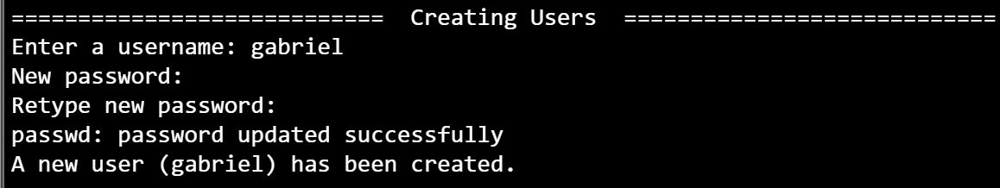 ============================  Creating Users  ============================
Enter a username: gabriel
New password:
Retype new password:
passwd: password updated successfully
A new user (gabriel) has been created.